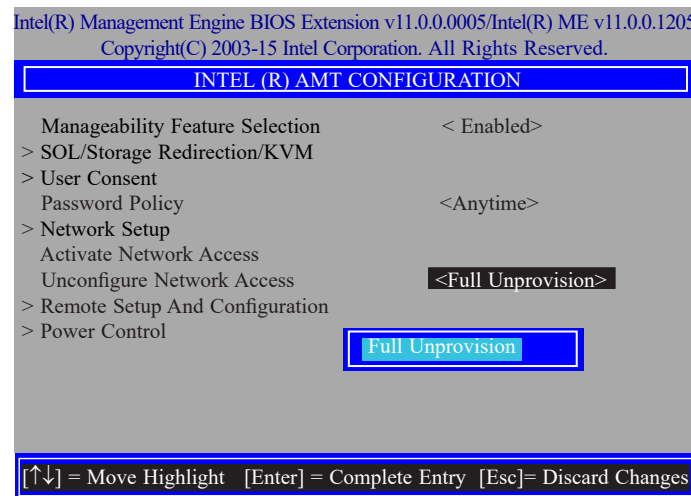 Intel(R) Management Engine BIOS Extension v11.0.0.0005/Intel(R) ME v11.0.0.1205
Copyright(C) 2003-15 Intel Corporation. All Rights Reserved.
INTEL (R) AMT CONFIGURATION
Manageability Feature Selection < Enabled>
> SOL/Storage Redirection/KVM
> User Consent
Password Policy <Anytime>
> Network Setup
Activate Network Access
Unconfigure Network Access <Full Unprovision>
> Remote Setup And Configuration
> Power Control
Full Unprovision
[↑↓] = Move Highlight [Enter] = Complete Entry [Esc]= Discard Changes